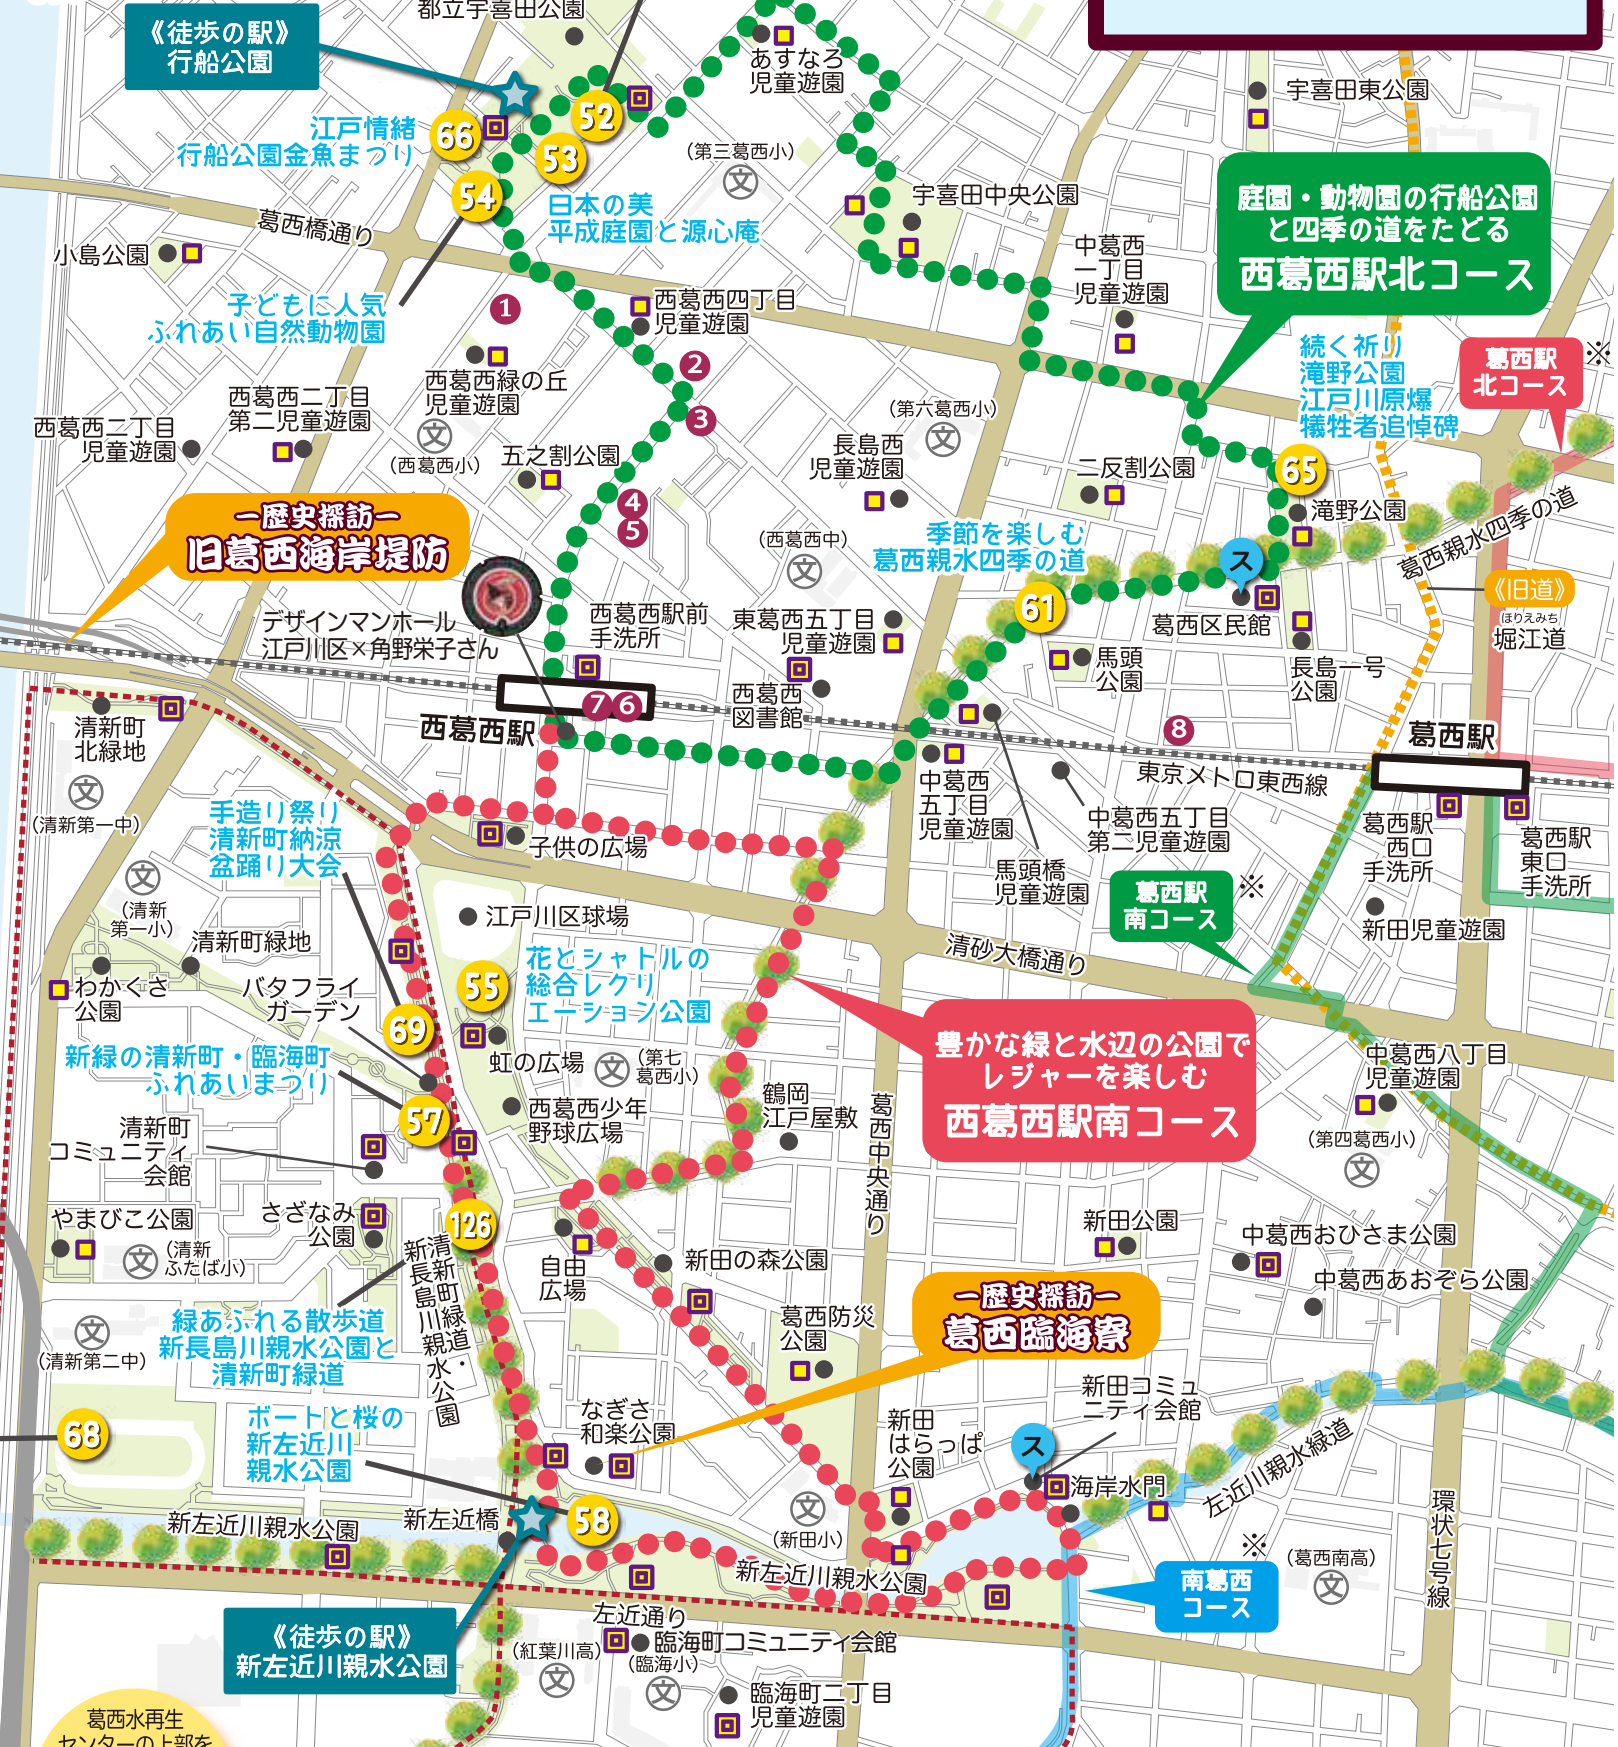 都立宇喜田公園
《徒歩の駅》
行船公園
あすなろ
児童遊園
宇喜田東公園
52
66
53
54
江戸情緒
行船公園金魚まつり
(第三葛西小)
文
日本の美
平成庭園と源心庵
宇喜田中央公園
庭園・動物園の行船公園
と四季の道をたどる
西葛西駅北コース
葛西橋通り
小島公園
中葛西
一丁目
児童遊園
子どもに人気
ふれあい自然動物園
1
西葛西四丁目
児童遊園
続く祈り
滝野公園
江戸川原爆
犠牲者追悼碑
葛西駅
北コース
※
2
3
西葛西緑の丘
児童遊園
西葛西二丁目
第二児童遊園
西葛西二丁目
児童遊園
文
(西葛西小)
五之割公園
(第六葛西小)
文
長島西
児童遊園
二反割公園
65
滝野公園
4
5
ー歴史探訪ー
旧葛西海岸堤防
(西葛西中)
文
季節を楽しむ
葛西親水四季の道
葛西親水四季の道
ス
61
葛西区民館
《旧道》
ほりえみち
堀江道
デザインマンホール
江戸川区×角野栄子さん
西葛西駅前
手洗所
東葛西五丁目
児童遊園
馬頭
公園
長島一号
公園
西葛西
図書館
7
6
8
西葛西駅
葛西駅
清新町
北緑地
文
(清新第一中)
東京メトロ東西線
中葛西
五丁目
児童遊園
中葛西五丁目
第二児童遊園
葛西駅
西口
手洗所
葛西駅
東口
手洗所
手造り祭り
清新町納涼
盆踊り大会
子供の広場
馬頭橋
児童遊園
葛西駅
南コース
※
文
(清新
第一小)
江戸川区球場
新田児童遊園
清新町緑地
清砂大橋通り
わかくさ
公園
バタフライ
ガーデン
55
花とシャトルの
総合レクリ
エーション公園
69
虹の広場
文
(第七
葛西小)
豊かな緑と水辺の公園で
レジャーを楽しむ
西葛西駅南コース
新緑の清新町・臨海町
ふれあいまつり
中葛西八丁目
児童遊園
57
西葛西少年
野球広場
鶴岡
江戸屋敷
葛西中央通り
(第四葛西小)
文
清新町
コミュニティ
会館
やまびこ公園
さざなみ
公園
126
文
(清新
ふたば小)
清新町緑道・
新長島川親水公園
自由
広場
新田の森公園
新田公園
中葛西おひさま公園
中葛西あおぞら公園
ー歴史探訪ー
葛西臨海寮
葛西防災
公園
文
(清新第二中)
緑あふれる散歩道
新長島川親水公園と
清新町緑道
68
ボートと桜の
新左近川
親水公園
なぎさ
和楽公園
新田
はらっぱ
公園
新田コミュ
ニティ会館
ス
海岸水門
左近川親水緑道
環状七号線
新左近川親水公園
新左近橋
58
文
(新田小)
新左近川親水公園
※
(葛西南高)
文
南葛西
コース
《徒歩の駅》
新左近川親水公園
左近通り
臨海町コミュニティ会館
(紅葉川高)
文
(臨海小)
文
臨海町二丁目
児童遊園
葛西水再生
センターの上部を